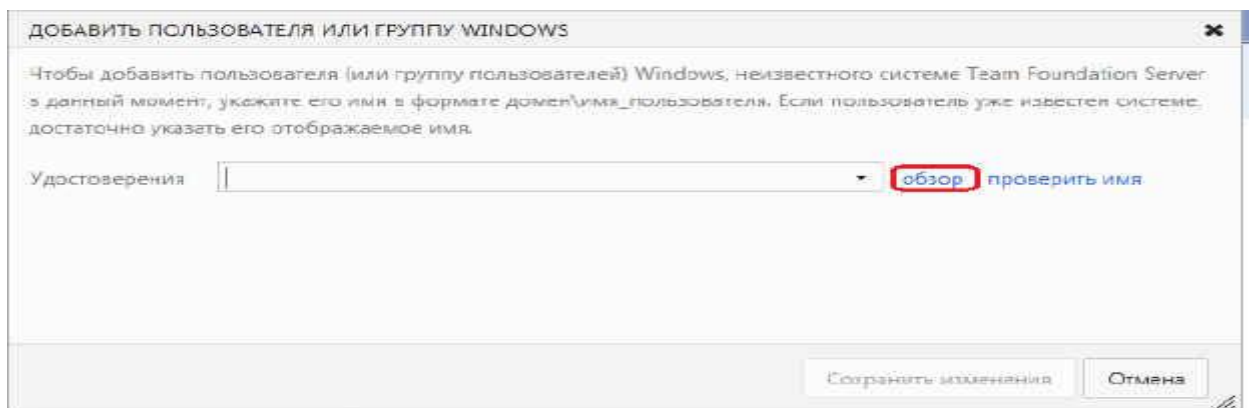 ДОБАВИТЬ ПОЛЬЗОВАТЕЛЯ ИЛИ ГРУППУ WINDOWS
Чтобы добавить пользователя (или группу пользователей) Windows, неизвестного системе Team Foundation Server
в данный момент, укажите его имя в формате домен\имя_пользователя. Если пользователь уже известен системе,
достаточно указать его отображаемое имя.
Удостоверения обзор проверить имя
Сохранить изменения Отмена